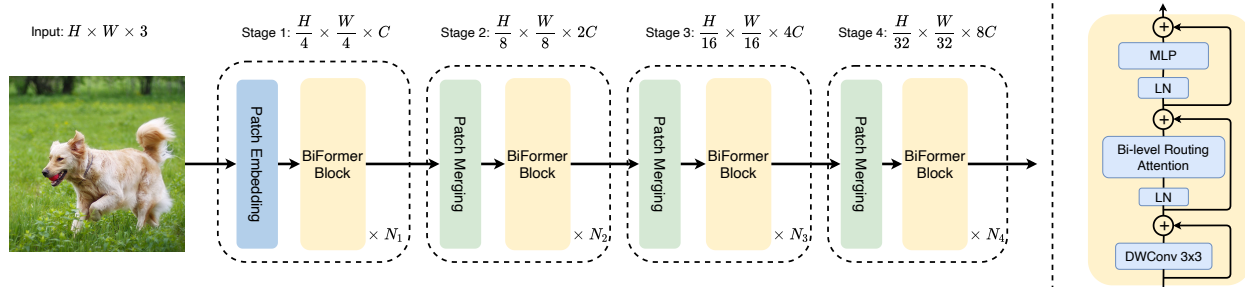 Input: H × W × 3
Stage 1: H/4 × W/4 × C
Stage 2: H/8 × W/8 × 2C
Stage 3: H/16 × W/16 × 4C
Stage 4: H/32 × W/32 × 8C
Patch Embedding
BiFormer
Block
× N₁
Patch Merging
BiFormer
Block
× N₂
Patch Merging
BiFormer
Block
× N₃
Patch Merging
BiFormer
Block
× N₄
+
MLP
LN
+
Bi-level Routing
Attention
LN
+
DWConv 3x3